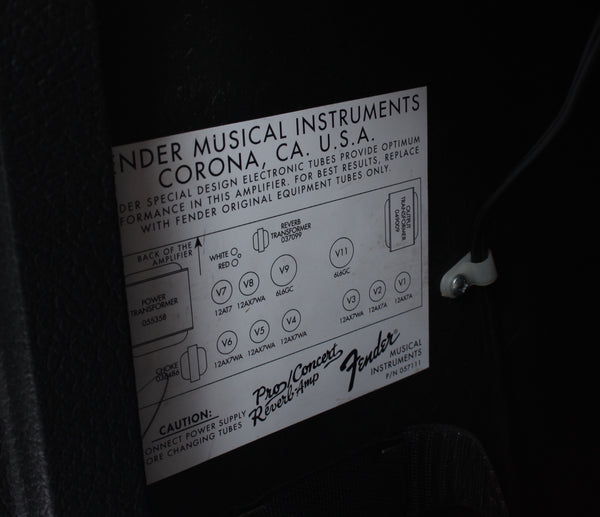 ENDER MUSICAL INSTRUMENTS
CORONA, CA. U.S.A.
DER SPECIAL DESIGN ELECTRONIC TUBES PROVIDE OPTIMUM
FORMANCE IN THIS AMPLIFIER. FOR BEST RESULTS, REPLACE
WITH FENDER ORIGINAL EQUIPMENT TUBES ONLY.
BACK OF THE
AMPLIFIER
WHITE
RED
REVERB
TRANSFORMER
037099
OUTPUT
TRANSFORMER
POWER
TRANSFORMER
055358
V7
12AT7
V8
12AX7WA
V9
6L6GC
V11
6L6GC
V3
12AX7WA
V2
12AX7A
V1
12AX7A
V6
12AX7WA
V5
12AX7WA
V4
12AX7WA
CHOKE
Pro/Concert
Reverb-Amp
Fender
MUSICAL
INSTRUMENTS
P/N 057111
CAUTION:
ONNECT POWER SUPPLY
ORE CHANGING TUBES